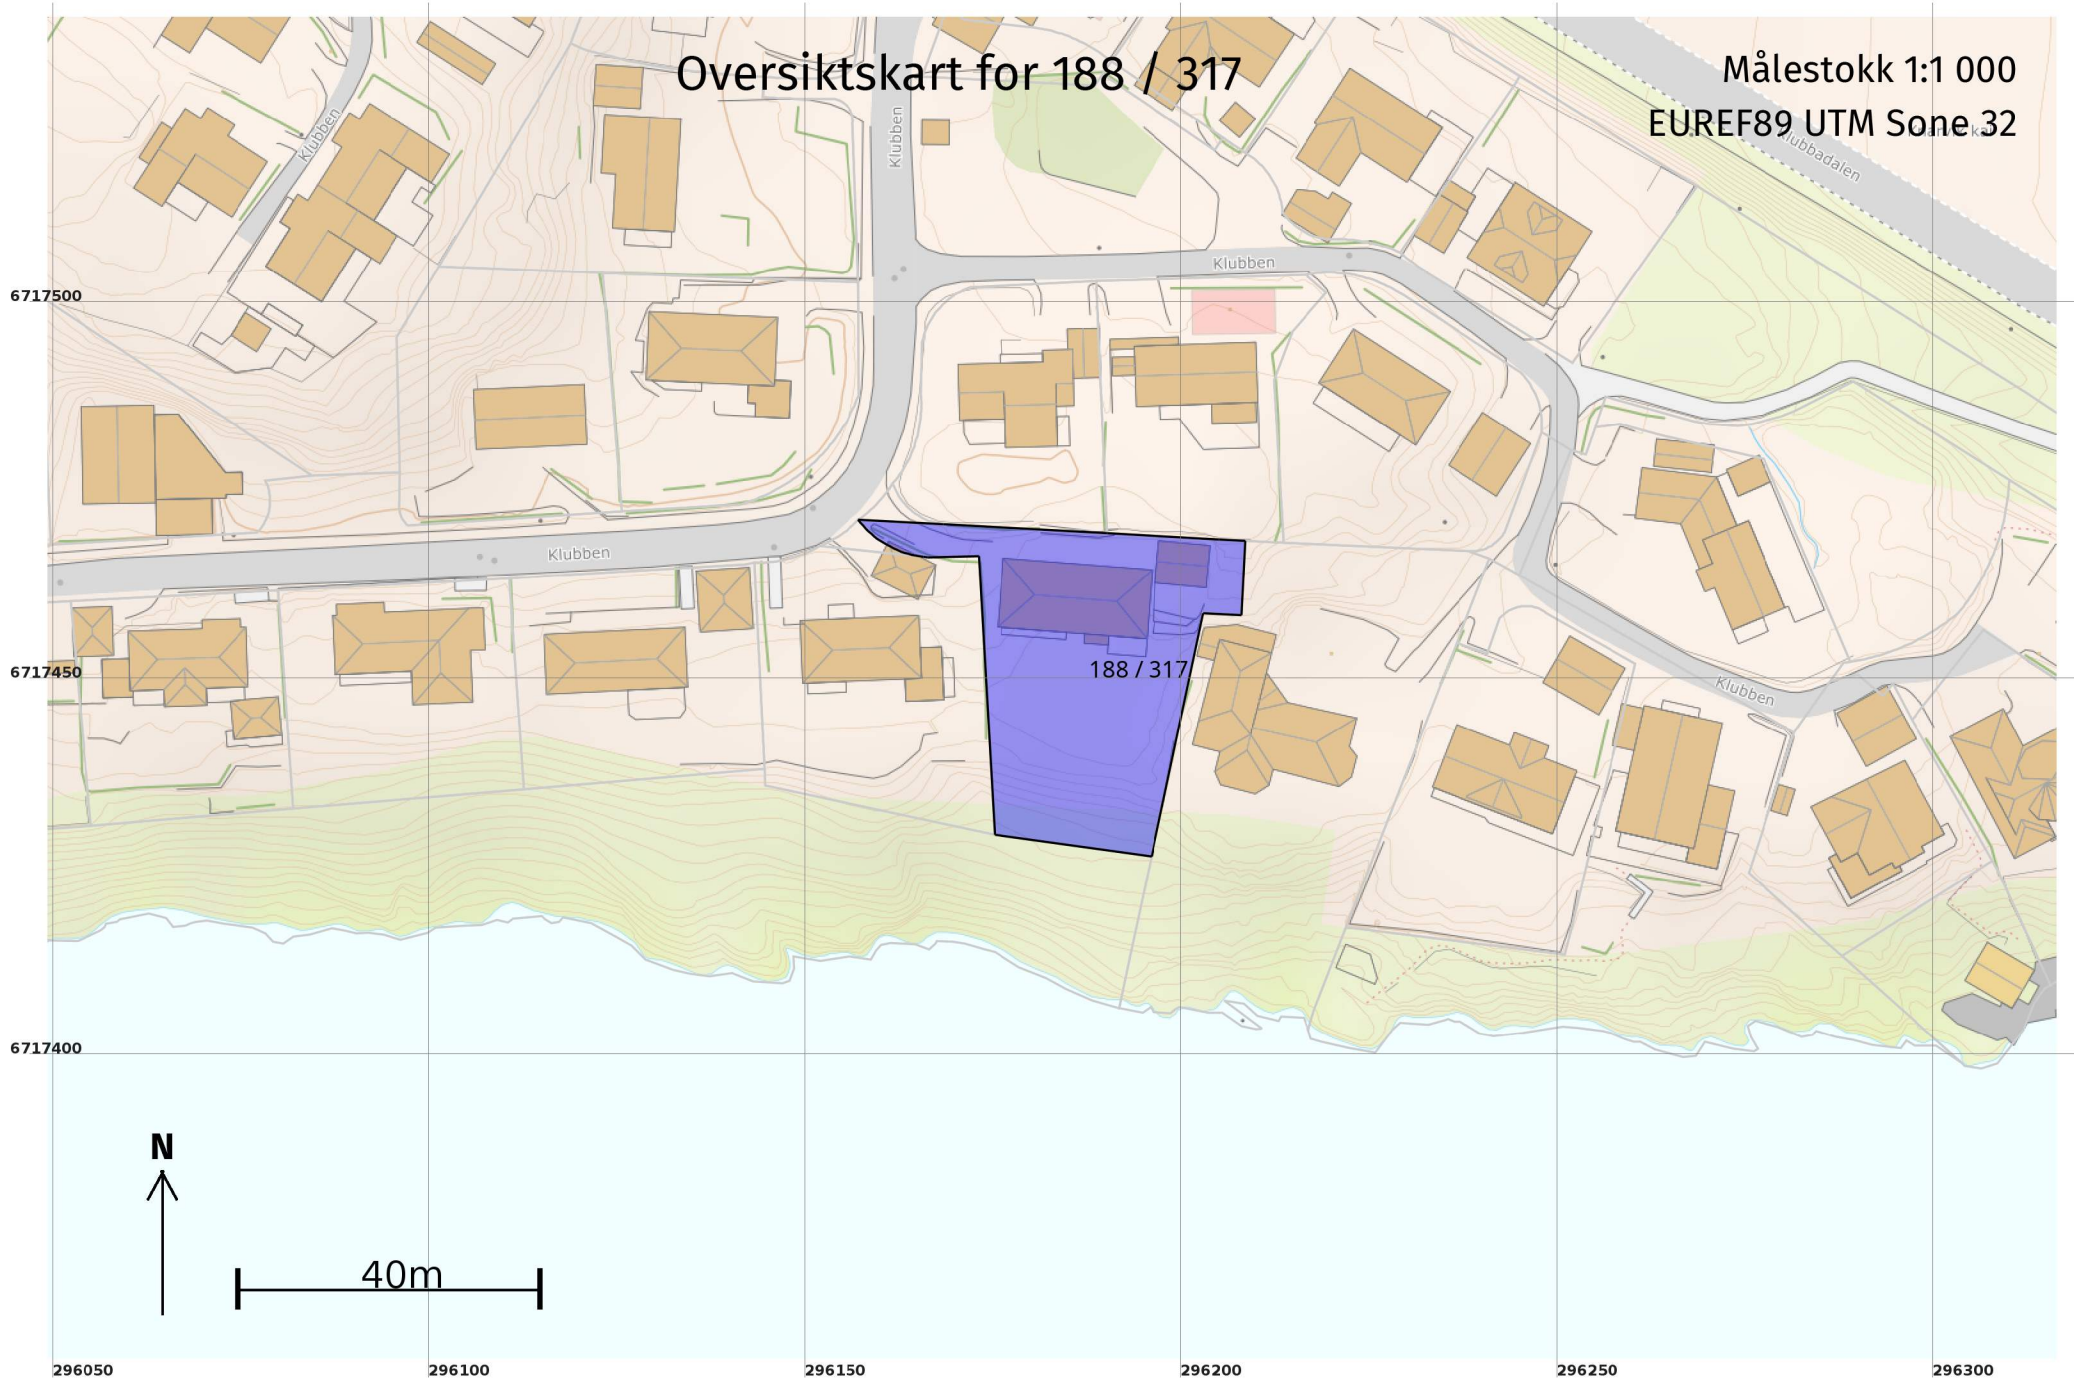 Oversiktskart for 188 / 317
Målestokk 1:1 000
EUREF89 UTM Sone 32
Klubbadalen
Klubben
Klubben
Klubben
6717500
Klubben
Klubben
188 / 317
6717450
Klubben
6717400
N
40m
296050
296100
296150
296200
296250
296300